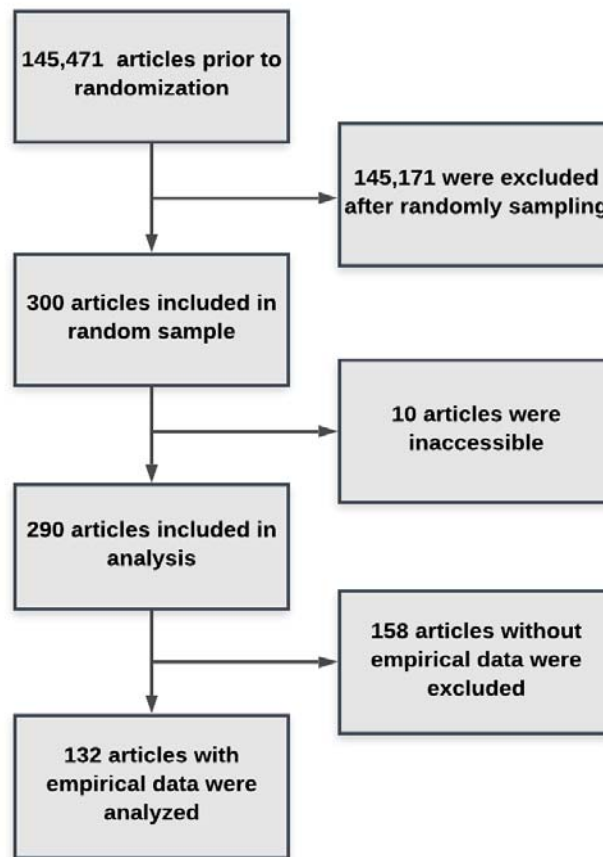 145,471 articles prior to
randomization
145,171 were excluded
after randomly sampling
300 articles included in
random sample
10 articles were
inaccessible
290 articles included in
analysis
158 articles without
empirical data were
excluded
132 articles with
empirical data were
analyzed